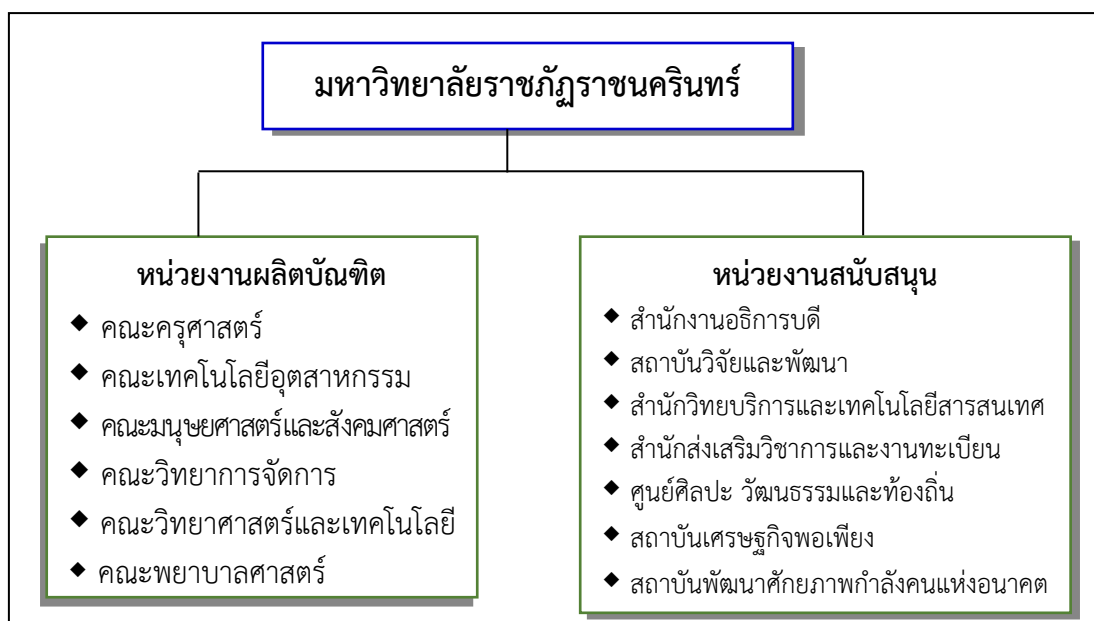 มหาวิทยาลัยราชภัฏราชนครินทร์
หน่วยงานผลิตบัณฑิต
◆ คณะครุศาสตร์
◆ คณะเทคโนโลยีอุตสาหกรรม
◆ คณะมนุษยศาสตร์และสังคมศาสตร์
◆ คณะวิทยาการจัดการ
◆ คณะวิทยาศาสตร์และเทคโนโลยี
◆ คณะพยาบาลศาสตร์
หน่วยงานสนับสนุน
◆ สำนักงานอธิการบดี
◆ สถาบันวิจัยและพัฒนา
◆ สำนักวิทยบริการและเทคโนโลยีสารสนเทศ
◆ สำนักส่งเสริมวิชาการและงานทะเบียน
◆ ศูนย์ศิลปะ วัฒนธรรมและท้องถิ่น
◆ สถาบันเศรษฐกิจพอเพียง
◆ สถาบันพัฒนาศักยภาพกำลังคนแห่งอนาคต